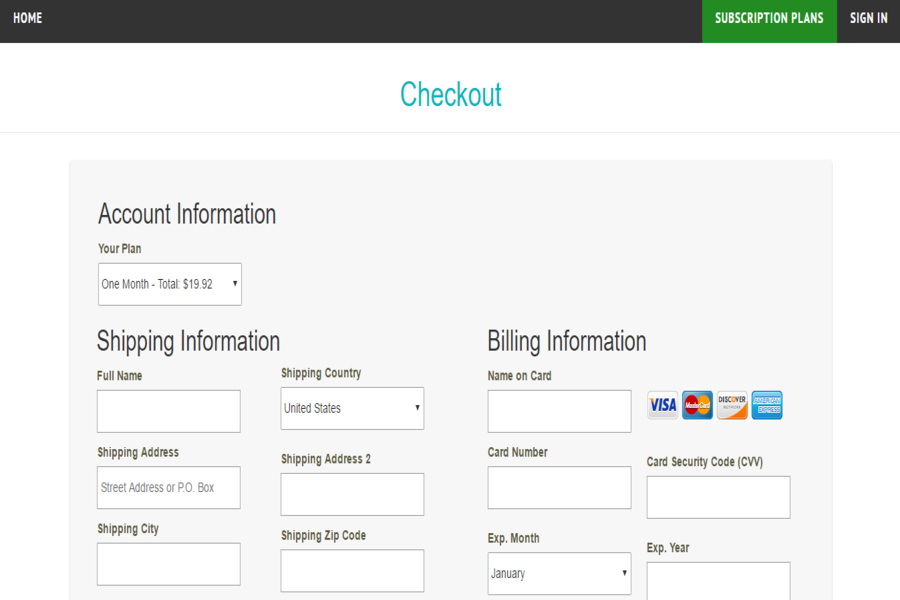 HOME
SUBSCRIPTION PLANS
SIGN IN
Checkout
Account Information
Your Plan
One Month - Total: $19.92
Shipping Information
Full Name
Shipping Country
United States
Shipping Address
Street Address or P.O. Box
Shipping Address 2
Shipping City
Shipping Zip Code
Billing Information
Name on Card
VISA
MasterCard
DISCOVER
NETWORK
AMERICAN
EXPRESS
Card Number
Card Security Code (CVV)
Exp. Month
January
Exp. Year